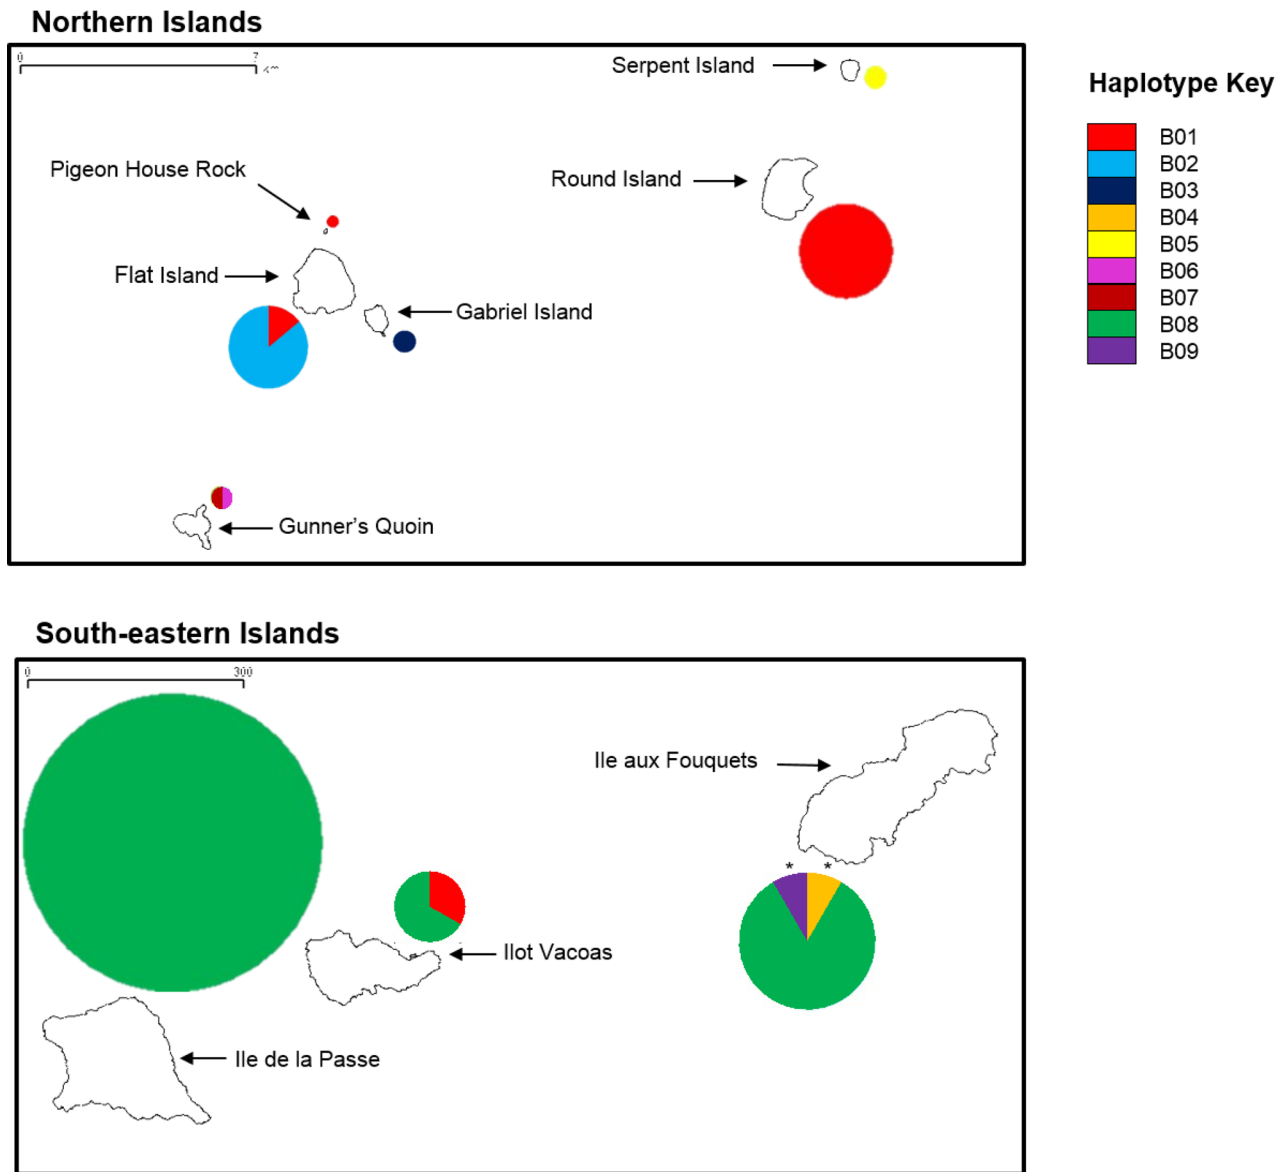 Northern Islands
0 7
Serpent Island
Haplotype Key
B01
B02
B03
B04
B05
B06
B07
B08
B09
Pigeon House Rock
Round Island
Flat Island
Gabriel Island
Gunner's Quoin
South-eastern Islands
0 300
Ile aux Fouquets
* *
Ilot Vacoas
Ile de la Passe